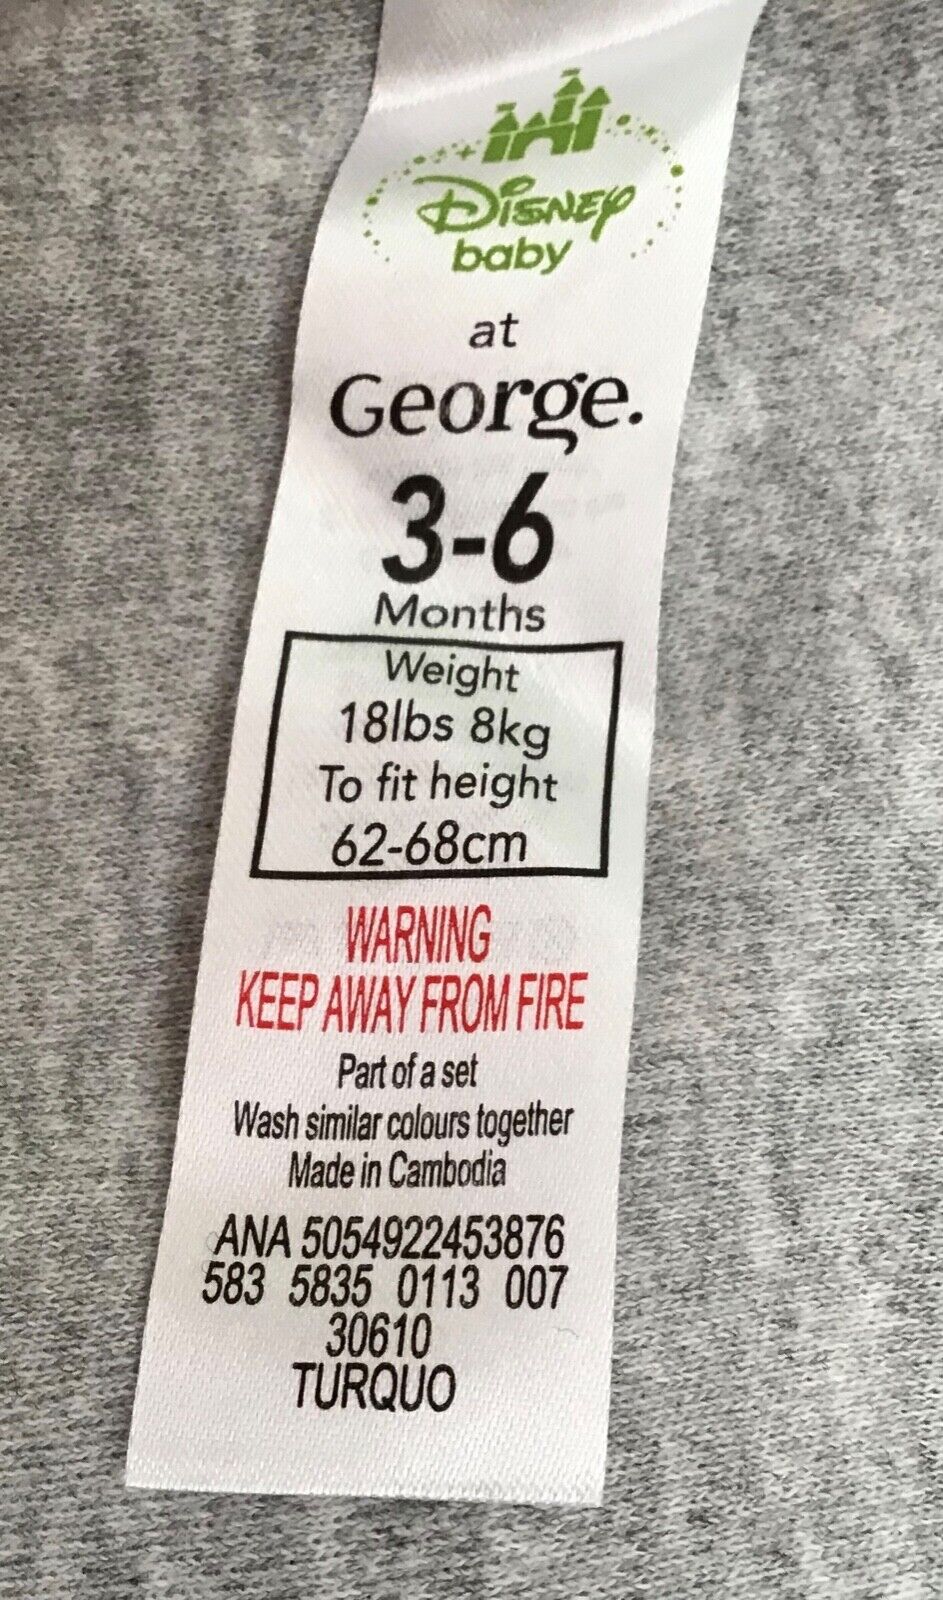 Disney
baby
at
George.
3-6
Months
Weight
18lbs 8kg
To fit height
62-68cm
WARNING
KEEP AWAY FROM FIRE
Part of a set
Wash similar colours together
Made in Cambodia
ANA 5054922453876
583 5835 0113 007
30610
TURQUO